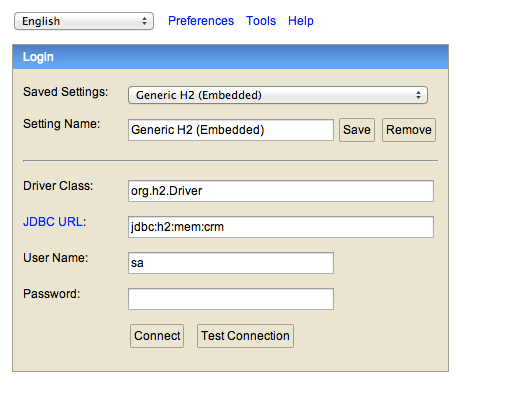 English Preferences Tools Help
Login
Saved Settings: Generic H2 (Embedded)
Setting Name: Generic H2 (Embedded) Save Remove
Driver Class: org.h2.Driver
JDBC URL: jdbc:h2:mem:crm
User Name: sa
Password:
Connect Test Connection